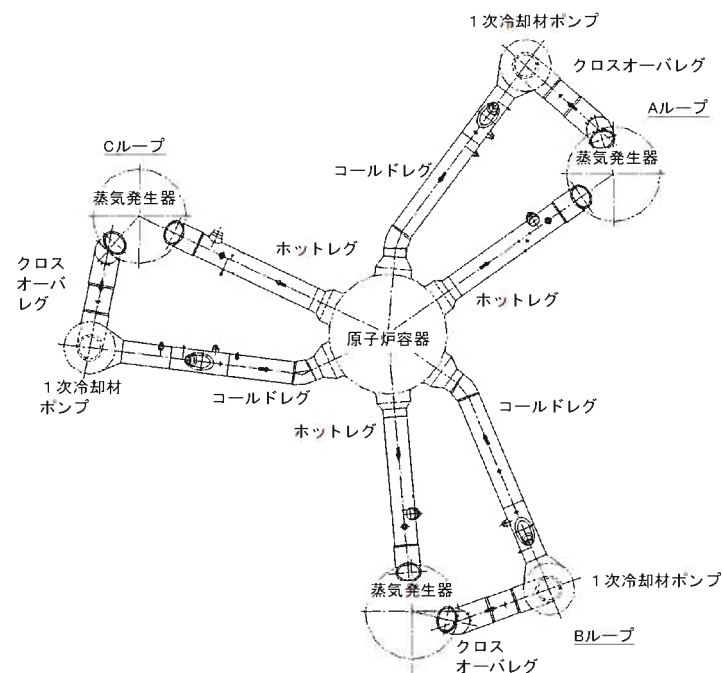 1次冷却材ポンプ
クロスオーバレグ
Aループ
蒸気発生器
コールドレグ
ホットレグ
Cループ
蒸気発生器
ホットレグ
クロス
オーバ
レグ
原子炉容器
1次冷却材
ポンプ
コールドレグ
ホットレグ
コールドレグ
蒸気発生器
1次冷却材ポンプ
Bループ
クロス
オーバレグ